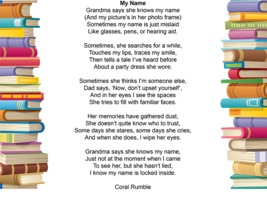 My Name
Grandma says she knows my name
(And my picture's in her photo frame)
Sometimes my name is just mislaid
Like glasses, pens, or hearing aid.
Sometimes, she searches for a while,
Touches my lips, traces my smile,
Then tells a tale I've heard before
About a party dress she wore.
Sometimes she thinks I'm someone else,
Dad says, 'Now, don't upset yourself',
And in her eyes I see the spaces
She tries to fill with familiar faces.
Her memories have gathered dust,
She doesn't quite know who to trust,
Some days she stares, some days she cries,
And when she does, I wipe her eyes.
Grandma says she knows my name,
Just not at the moment when I came
To see her, but she hasn't lied,
I know my name is locked inside.
Coral Rumble